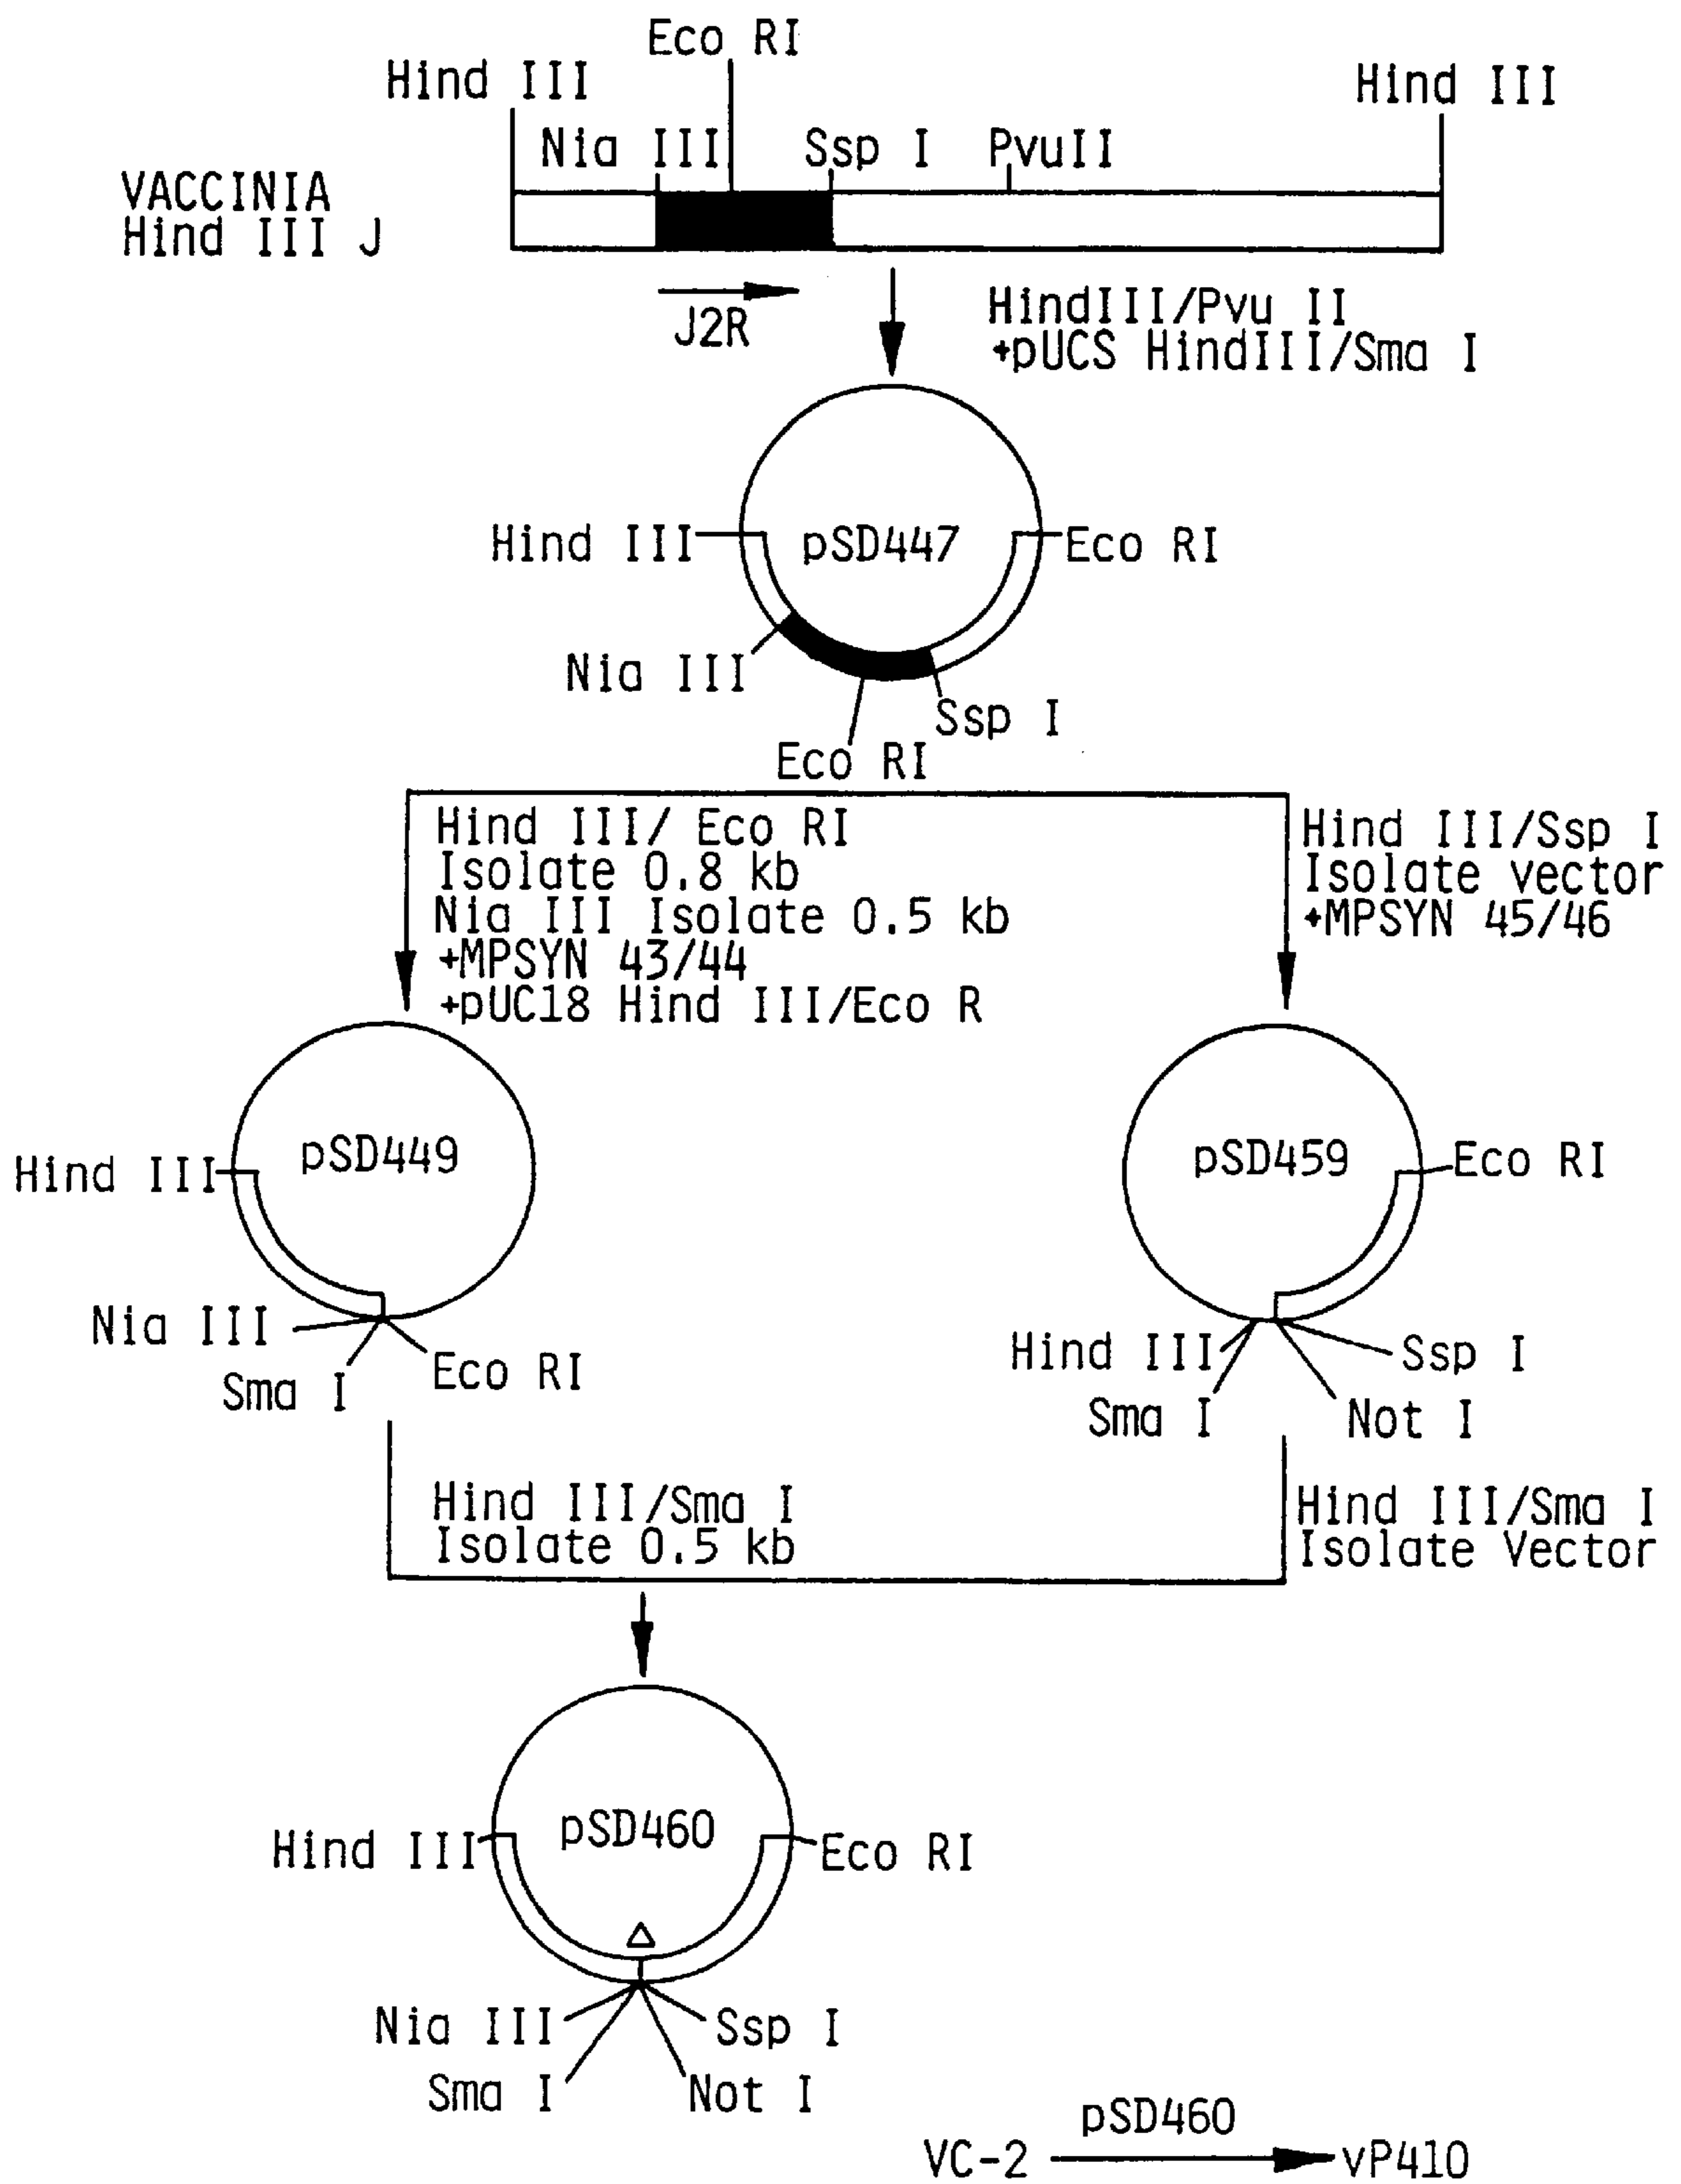 Eco RI
Hind III
Hind III
Nia III
Ssp I
PvuII
VACCINIA
Hind III J
J2R
HindIII/Pvu II
+pUCS HindIII/Sma I
Hind III
pSD447
Eco RI
Nia III
Ssp I
Eco RI
Hind III/ Eco RI
Isolate 0.8 kb
Nia III Isolate 0.5 kb
+MPSYN 43/44
+pUC18 Hind III/Eco R
Hind III/Ssp I
Isolate vector
+MPSYN 45/46
pSD449
Hind III
Nia III
Sma I
Eco RI
pSD459
Eco RI
Hind III
Sma I
Ssp I
Not I
Hind III/Sma I
Isolate 0.5 kb
Hind III/Sma I
Isolate Vector
pSD460
Hind III
Eco RI
Δ
Nia III
Ssp I
Sma I
Not I
pSD460
VC-2
vP410